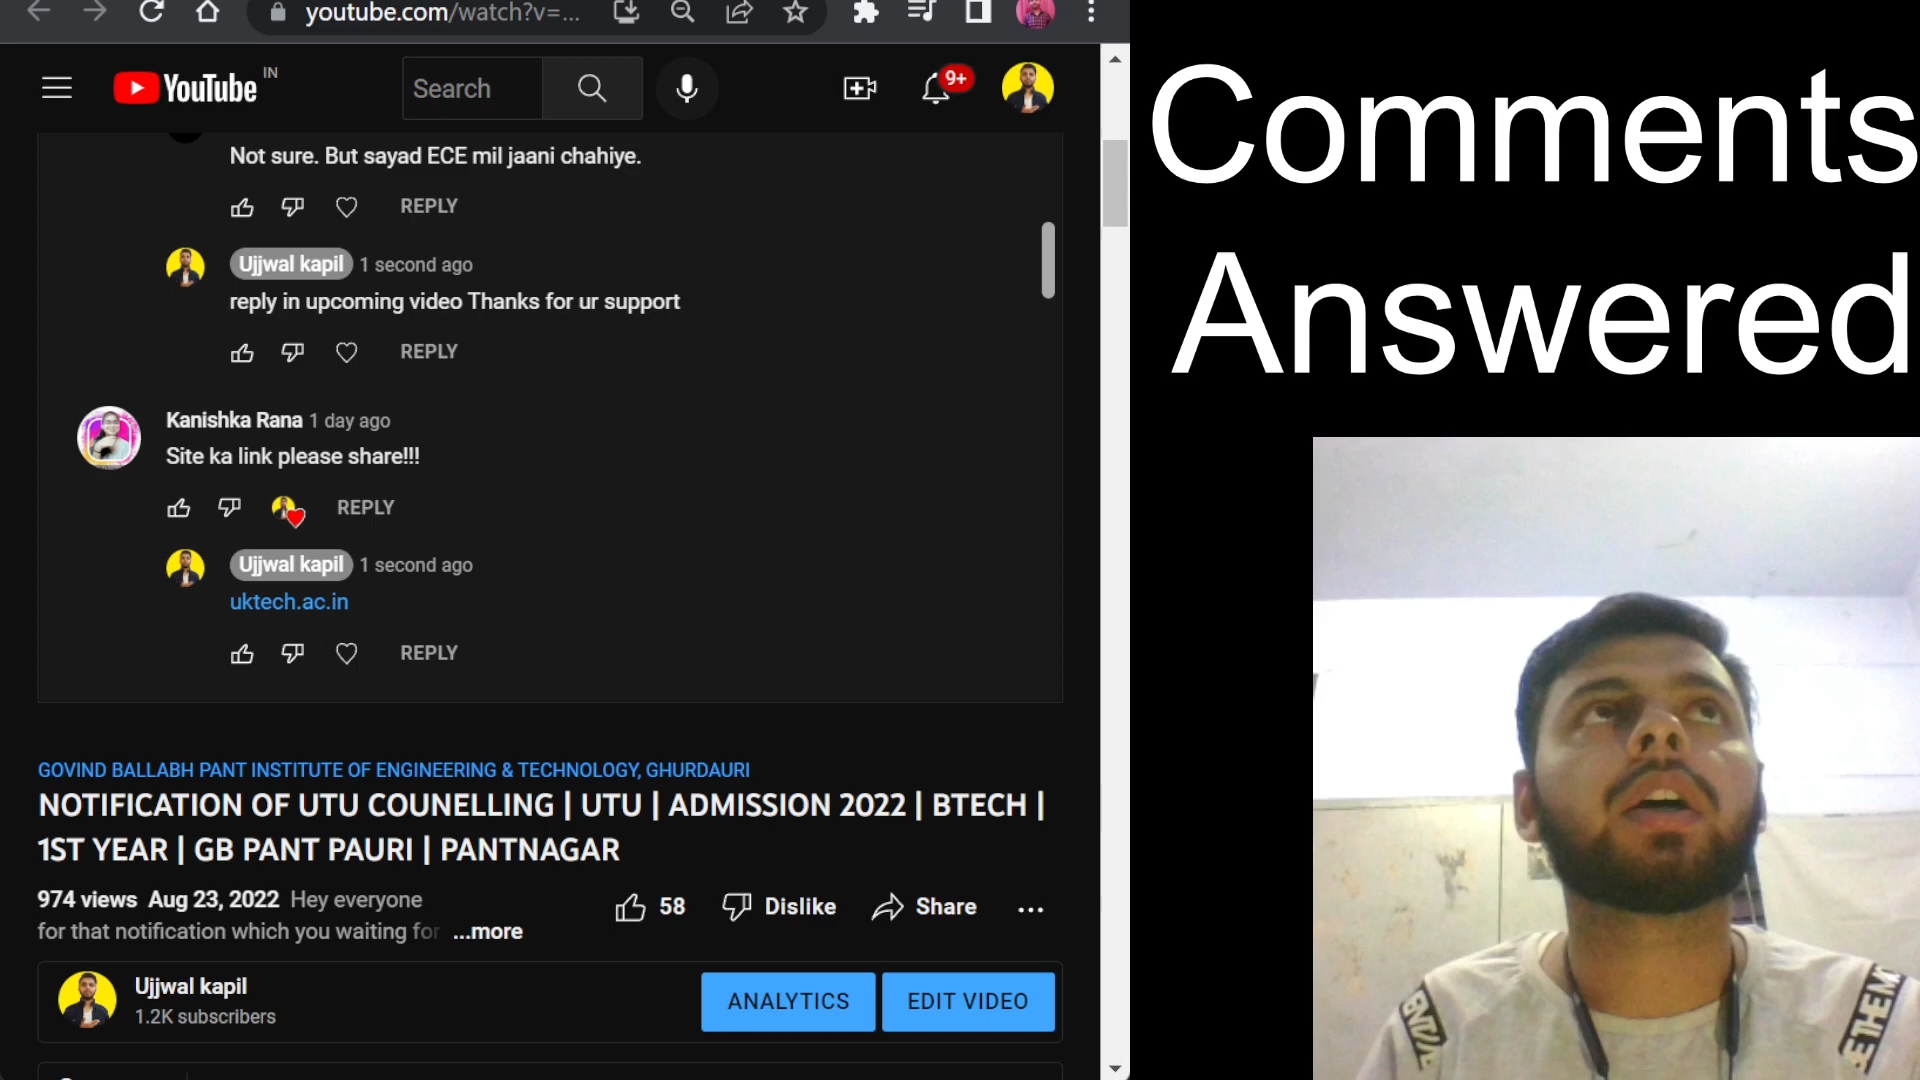 youtube.com/watch?v=...
YouTube IN
Search
9+
Not sure. But sayad ECE mil jaani chahiye.
REPLY
Ujjwal kapil 1 second ago
reply in upcoming video Thanks for ur support
REPLY
Kanishka Rana 1 day ago
Site ka link please share!!!
REPLY
Ujjwal kapil 1 second ago
uktech.ac.in
REPLY
GOVIND BALLABH PANT INSTITUTE OF ENGINEERING & TECHNOLOGY, GHURDAURI
NOTIFICATION OF UTU COUNELLING | UTU | ADMISSION 2022 | BTECH |
1ST YEAR | GB PANT PAURI | PANTNAGAR
974 views Aug 23, 2022 Hey everyone
for that notification which you waiting for ...more
58 Dislike Share
Ujjwal kapil
1.2K subscribers
ANALYTICS EDIT VIDEO
Comments
Answered